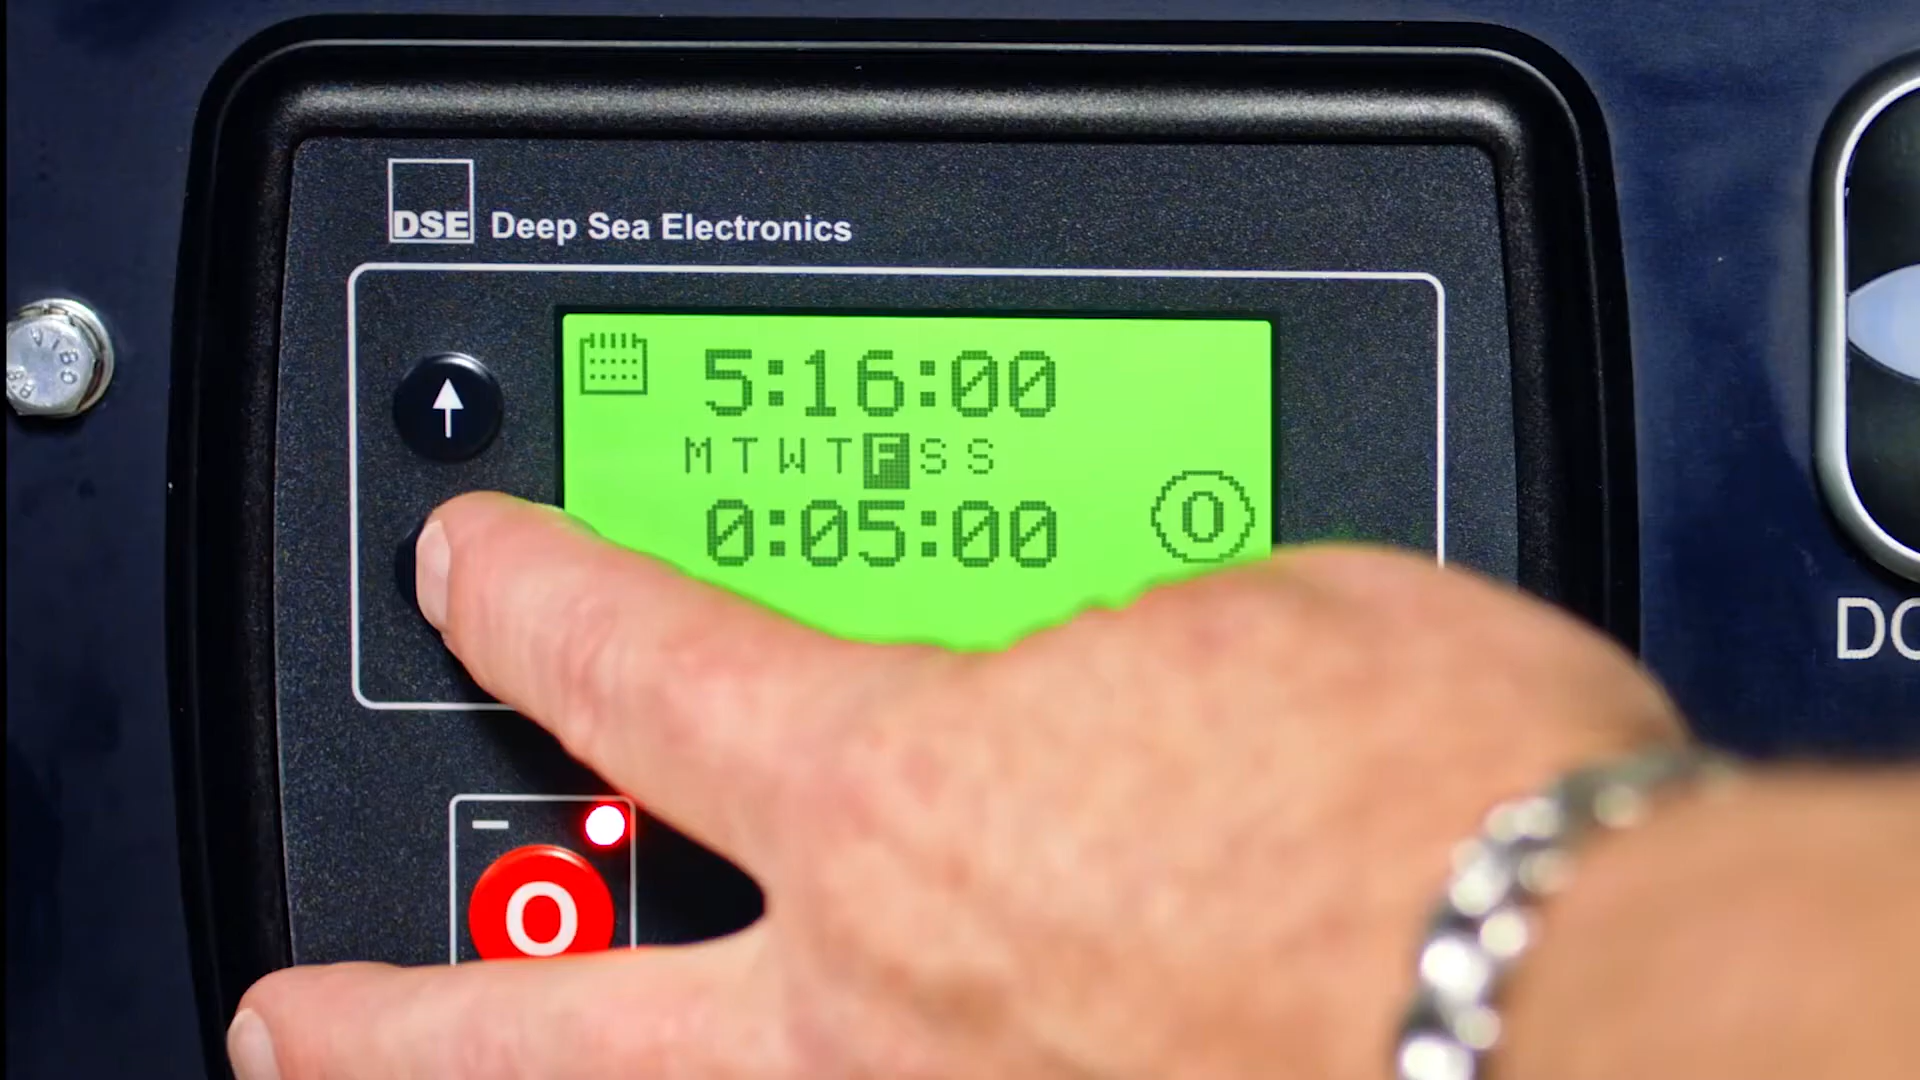 DSE Deep Sea Electronics
5:16:00
M T W T F S S
0:05:00
O
O
DC